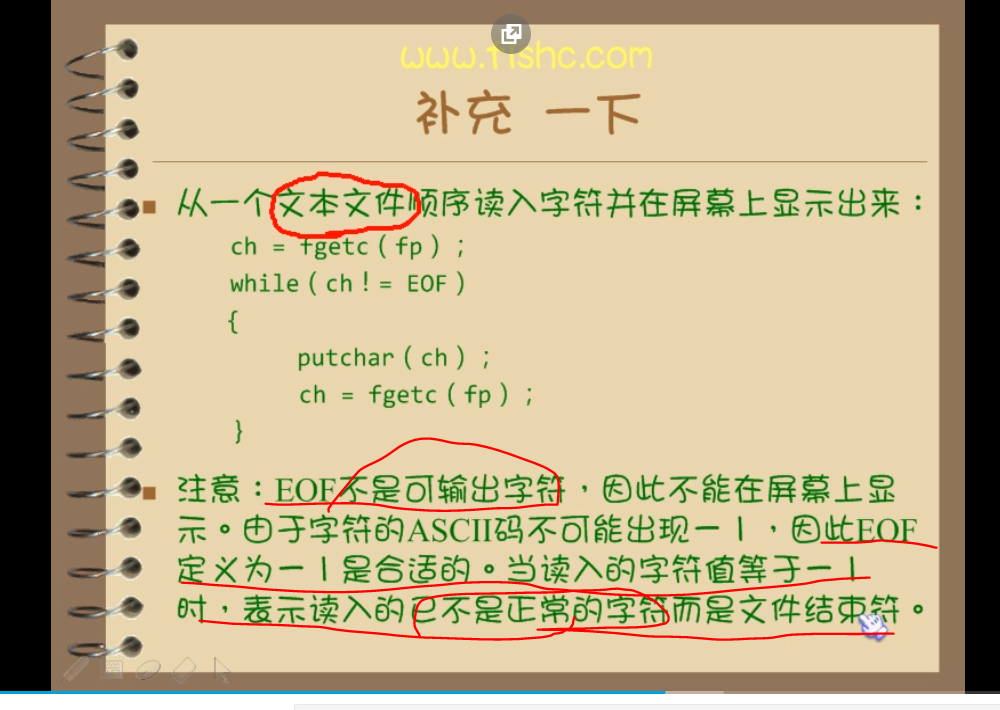 www.11shc.com
补充 一下
从一个文本文件顺序读入字符并在屏幕上显示出来：
ch = fgetc ( fp ) ;
while ( ch ! = EOF )
{
putchar ( ch ) ;
ch = fgetc ( fp ) ;
}
注意：EOF不是可输出字符，因此不能在屏幕上显
示。由于字符的ASCII码不可能出现－1，因此EOF
定义为－1是合适的。当读入的字符值等于－1
时，表示读入的已不是正常的字符而是文件结束符。